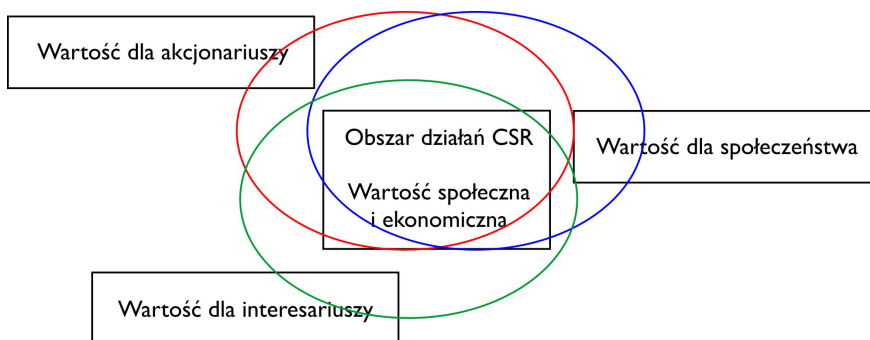 Wartość dla akcjonariuszy
Obszar działań CSR
Wartość dla społeczeństwa
Wartość społeczna
i ekonomiczna
Wartość dla interesariuszy